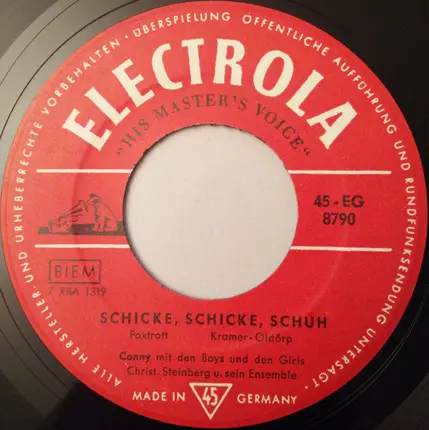 ALLE HERSTELLER- UND URHEBERRECHTE VORBEHALTEN · ÜBERSPIELUNG ÖFFENTLICHE AUFFÜHRUNG UND RUNDFUNKSENDUNG UNTERSAGT ·
ELECTROLA
„HIS MASTER'S VOICE"
45-EG
8790
BIEM
7 XRA 1319
SCHICKE, SCHICKE, SCHUH
Foxtrott Kramer-Oldörp
Conny mit den Boys und den Girls
Christ. Steinberg u. sein Ensemble
MADE IN 45 GERMANY